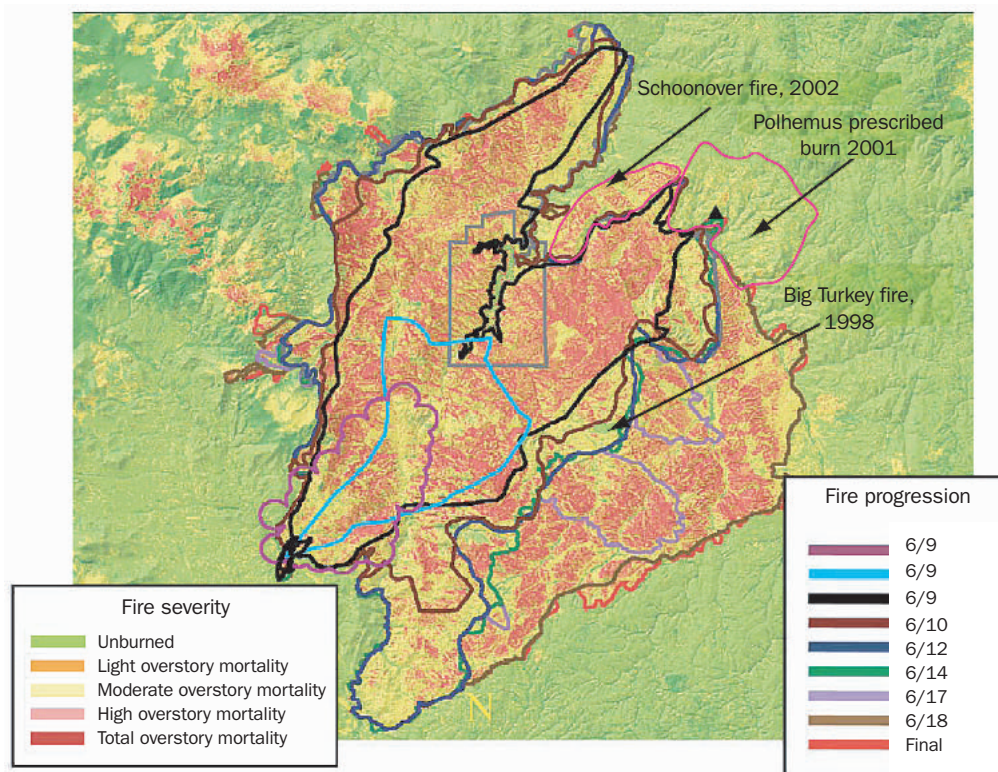 Schoonover fire, 2002
Polhemus prescribed
burn 2001
Big Turkey fire,
1998
Fire severity
Unburned
Light overstory mortality
Moderate overstory mortality
High overstory mortality
Total overstory mortality
N
Fire progression
6/9
6/9
6/9
6/10
6/12
6/14
6/17
6/18
Final